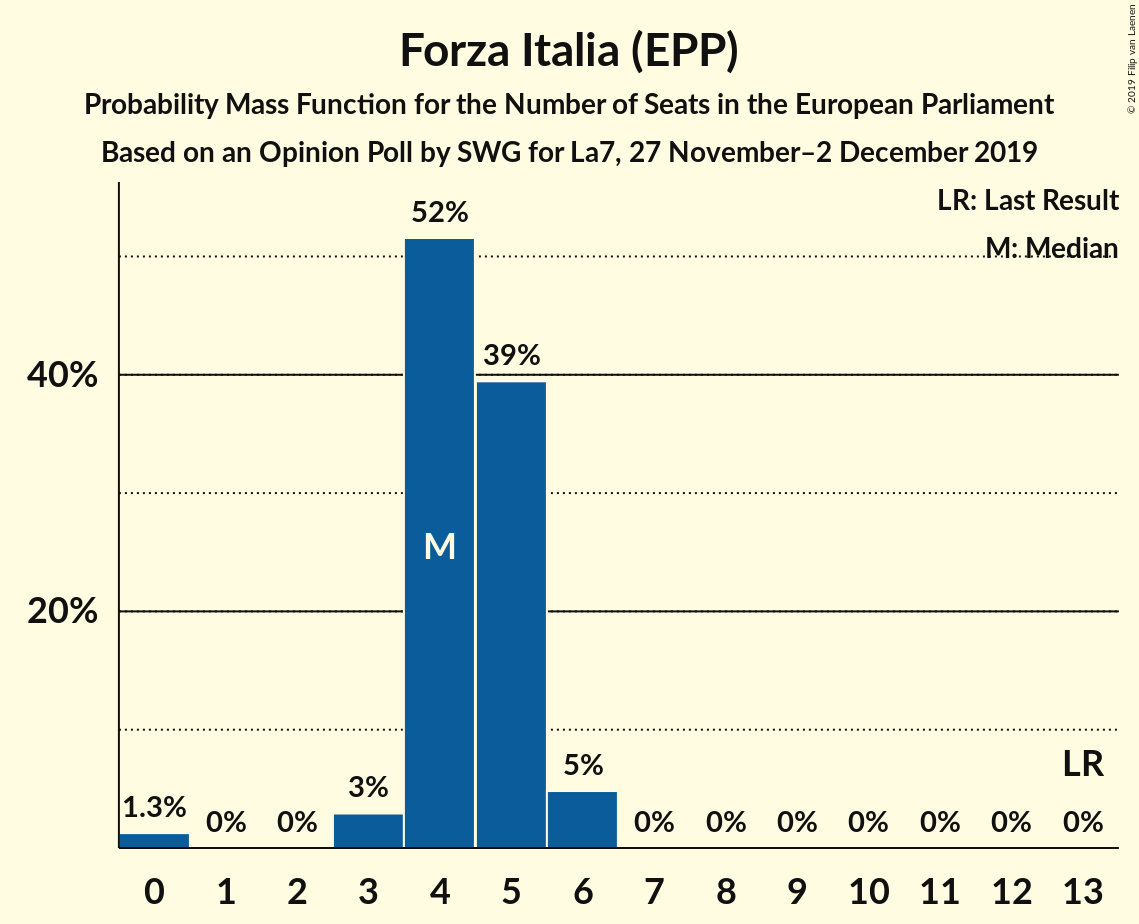 Forza Italia (EPP)
Probability Mass Function for the Number of Seats in the European Parliament
Based on an Opinion Poll by SWG for La7, 27 November–2 December 2019
© 2019 Filip van Laenen
LR: Last Result
M: Median
52%
39%
40%
M
20%
LR
5%
3%
1.3% 0% 0% 0% 0% 0% 0% 0% 0% 0%
0 1 2 3 4 5 6 7 8 9 10 11 12 13